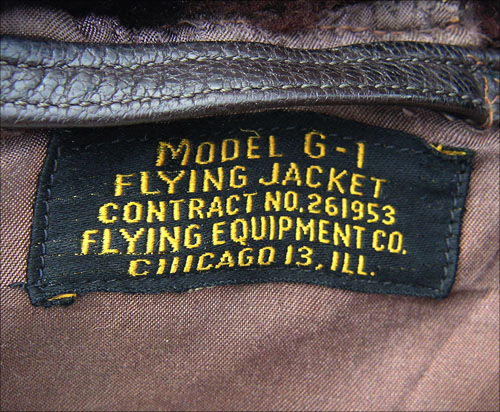 MODEL G-1
FLYING JACKET
CONTRACT NO. 261953
FLYING EQUIPMENT CO.
CHICAGO 13, ILL.